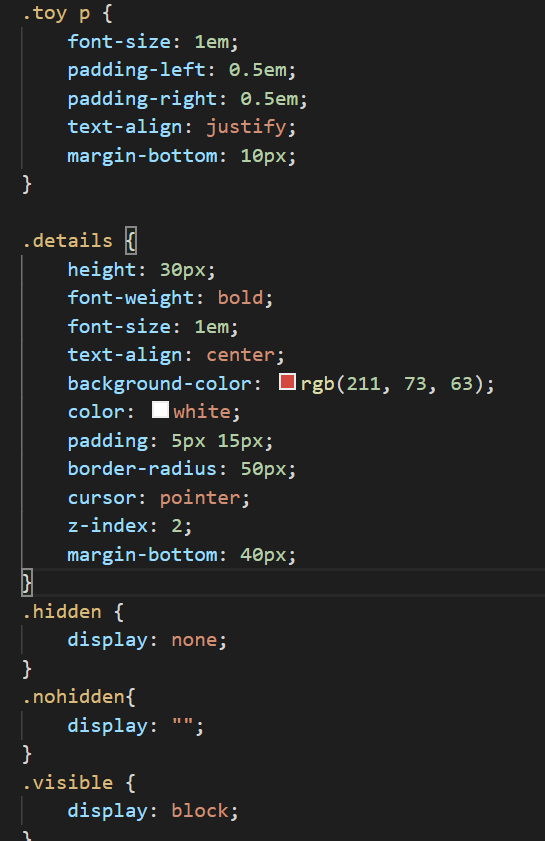 .toy p {
font-size: 1em;
padding-left: 0.5em;
padding-right: 0.5em;
text-align: justify;
margin-bottom: 10px;
}
.details {
height: 30px;
font-weight: bold;
font-size: 1em;
text-align: center;
background-color: rgb(211, 73, 63);
color: white;
padding: 5px 15px;
border-radius: 50px;
cursor: pointer;
z-index: 2;
margin-bottom: 40px;
}
.hidden {
display: none;
}
.nohidden{
display: "";
}
.visible {
display: block;
}